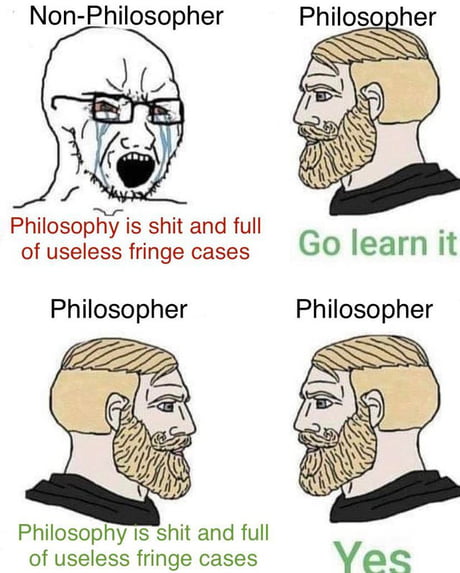 Non-Philosopher
Philosopher
Philosophy is shit and full
of useless fringe cases
Go learn it
Philosopher
Philosopher
Philosophy is shit and full
of useless fringe cases
Yes